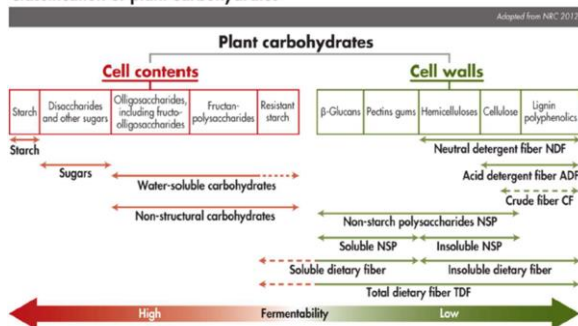 Classification of plant carbohydrates
Adapted from NRC 2012
Plant carbohydrates
Cell contents
Cell walls
Starch
Disaccharides
and other sugars
Olligosaccharides,
including fructo-
olligosaccharides
Fructan-
polysaccharides
Resistant
starch
β-Glucans
Pectins gums
Hemicelluloses
Cellulose
Lignin
polyphenolics
Starch
Neutral detergent fiber NDF
Sugars
Water-soluble carbohydrates
Acid detergent fiber ADF
Crude fiber CF
Non-structural carbohydrates
Non-starch polysaccharides NSP
Soluble NSP
Insoluble NSP
Soluble dietary fiber
Insoluble dietary fiber
Total dietary fiber TDF
High
Fermentability
Low